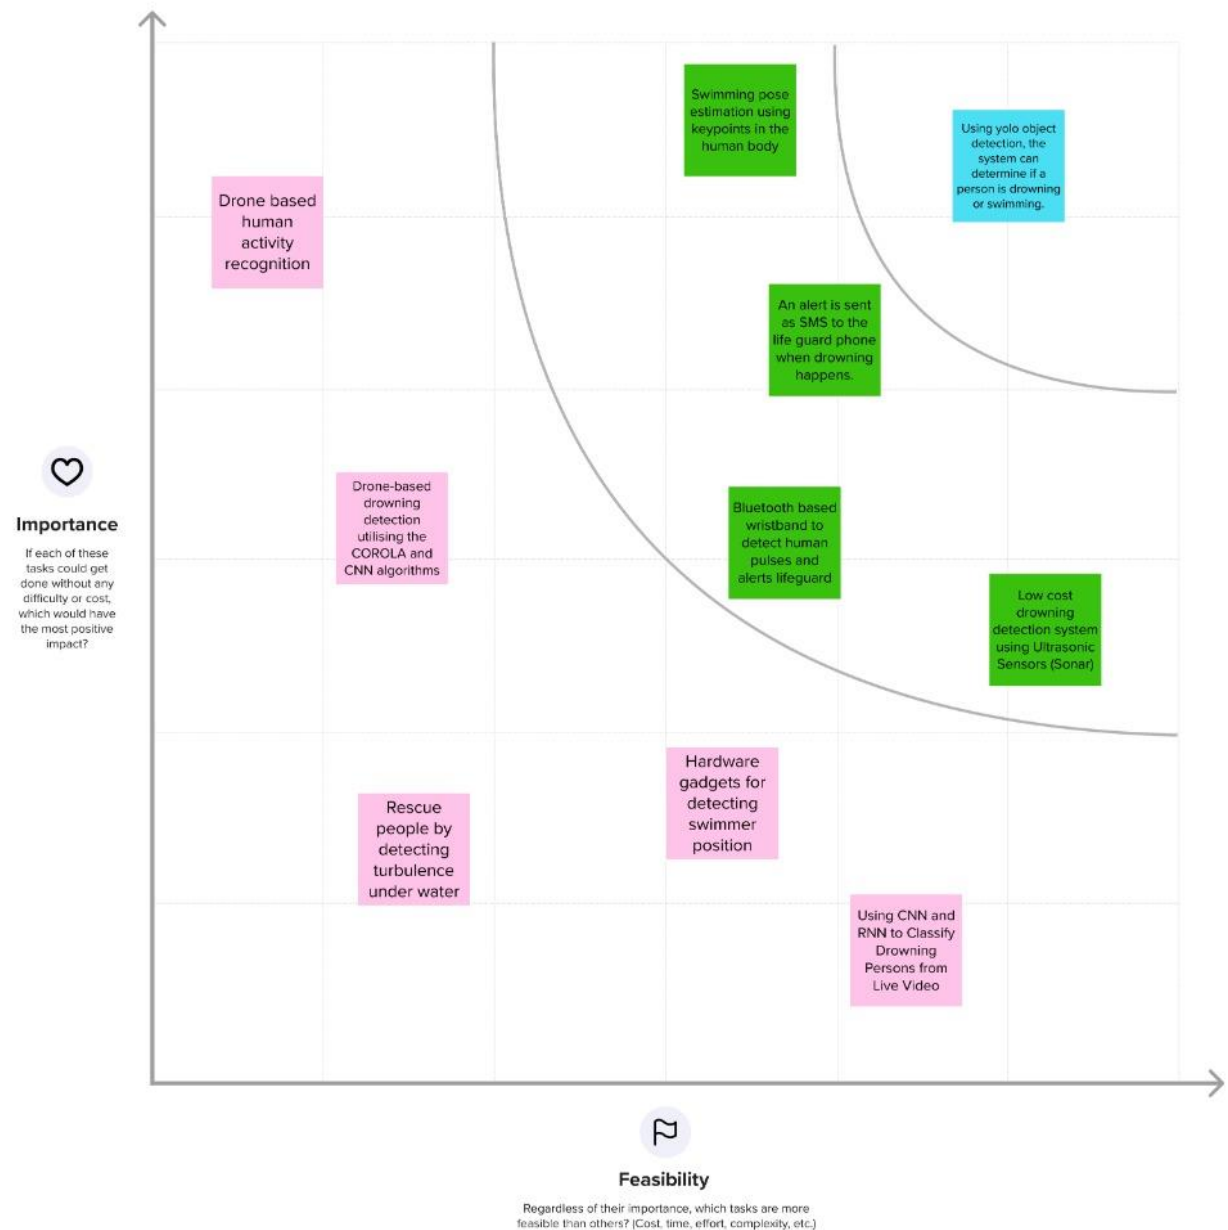 Swimming pose
estimation using
keypoints in the
human body
Using yolo object
detection, the
system can
determine if a
person is drowning
or swimming.
Drone based
human
activity
recognition
An alert is sent
as SMS to the
life guard phone
when drowning
happens.
Importance
If each of these
tasks could get
done without any
difficulty or cost,
which would have
the most positive
impact?
Drone-based
drowning
detection
utilising the
COROLA and
CNN algorithms
Bluetooth based
wristband to
detect human
pulses and
alerts lifeguard
Low cost
drowning
detection system
using Ultrasonic
Sensors (Sonar)
Rescue
people by
detecting
turbulence
under water
Hardware
gadgets for
detecting
swimmer
position
Using CNN and
RNN to Classify
Drowning
Persons from
Live Video
Feasibility
Regardless of their importance, which tasks are more
feasible than others? (Cost, time, effort, complexity, etc.)